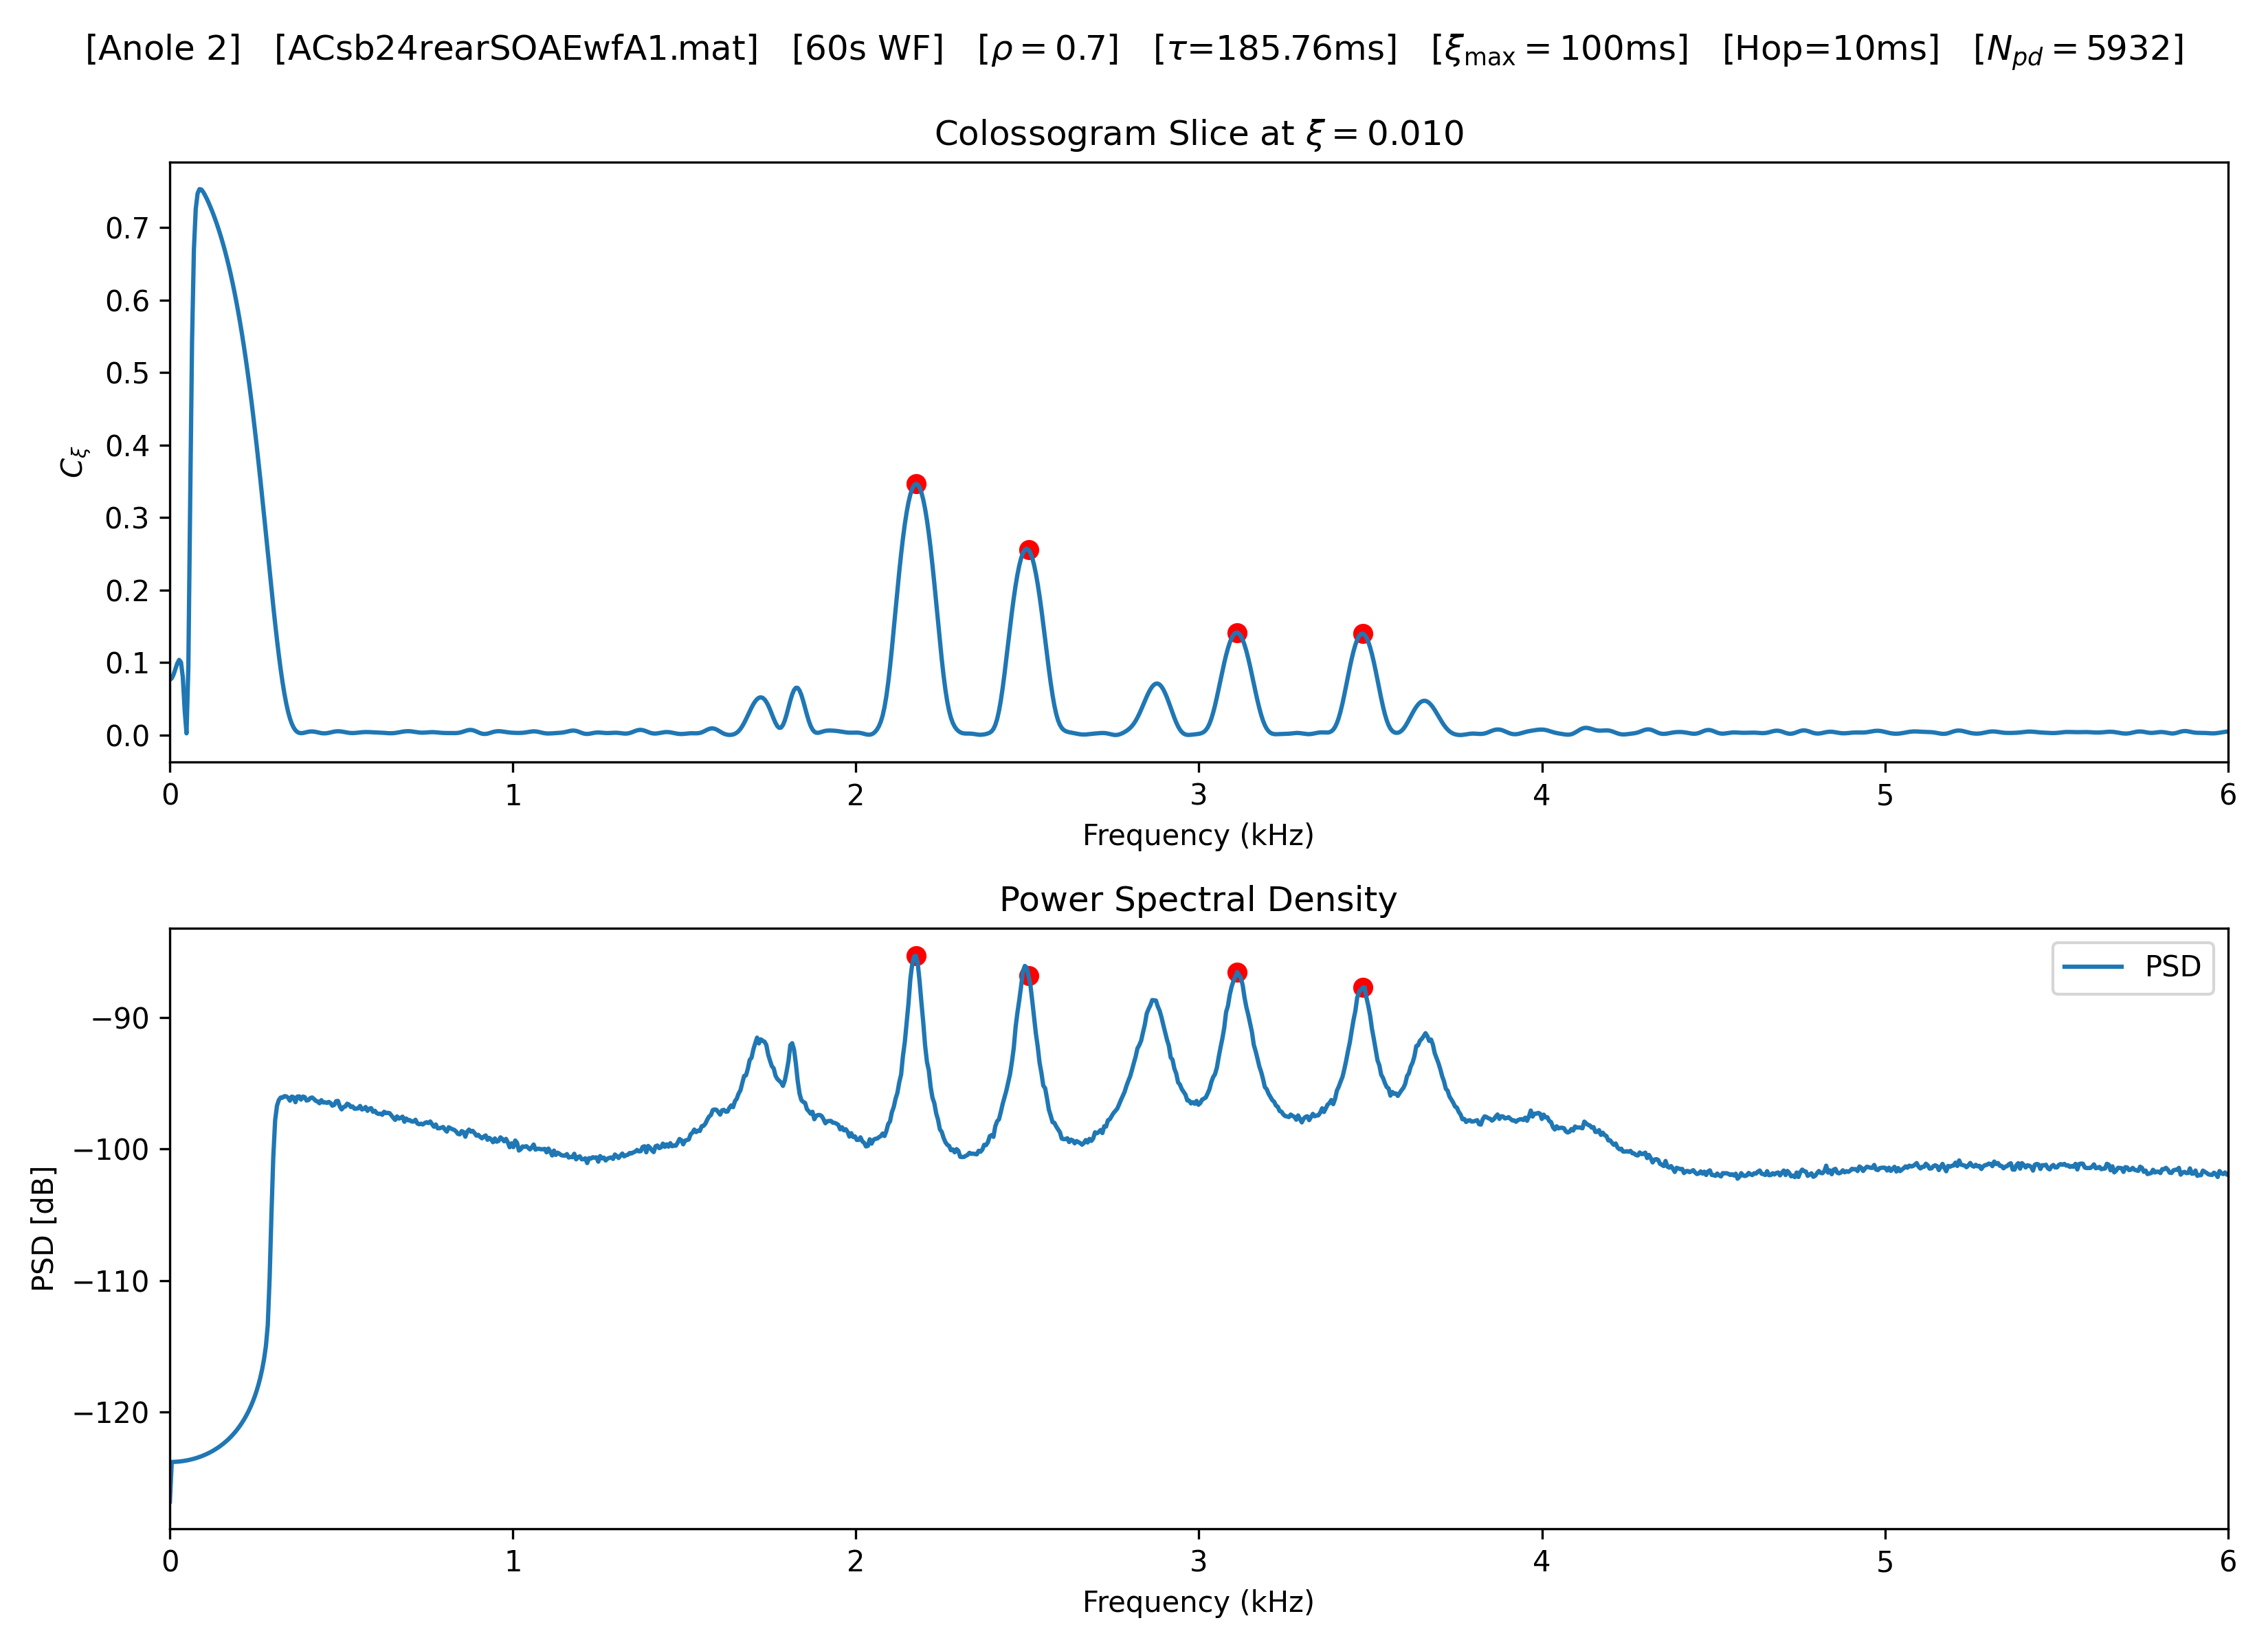 [Anole 2] [ACsb24rearSOAEwfA1.mat] [60s WF] [ρ = 0.7] [τ=185.76ms] [ξmax = 100ms] [Hop=10ms] [Npd = 5932]
Colossogram Slice at ξ = 0.010
0.7
0.6
0.5
0.4
0.3
0.2
0.1
0.0
Cξ
0 1 2 3 4 5 6
Frequency (kHz)
Power Spectral Density
PSD
−90
−100
−110
−120
PSD [dB]
0 1 2 3 4 5 6
Frequency (kHz)